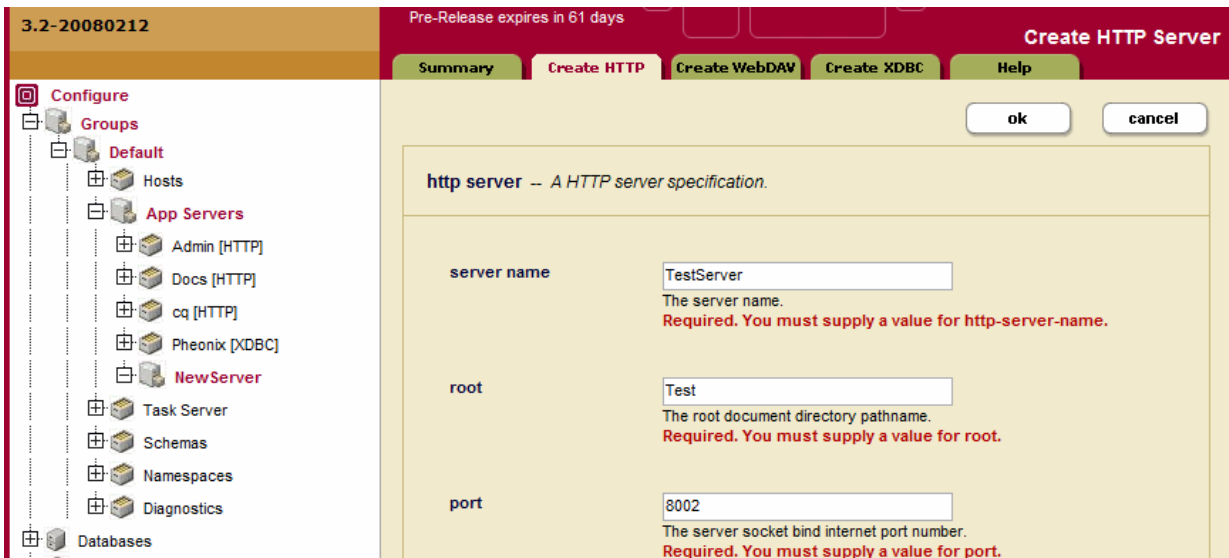 3.2-20080212
Pre-Release expires in 61 days
Create HTTP Server
Summary
Create HTTP
Create WebDAV
Create XDBC
Help
Configure
Groups
Default
Hosts
App Servers
Admin [HTTP]
Docs [HTTP]
cq [HTTP]
Pheonix [XDBC]
NewServer
Task Server
Schemas
Namespaces
Diagnostics
Databases
ok
cancel
http server -- A HTTP server specification.
server name
TestServer
The server name.
Required. You must supply a value for http-server-name.
root
Test
The root document directory pathname.
Required. You must supply a value for root.
port
8002
The server socket bind internet port number.
Required. You must supply a value for port.